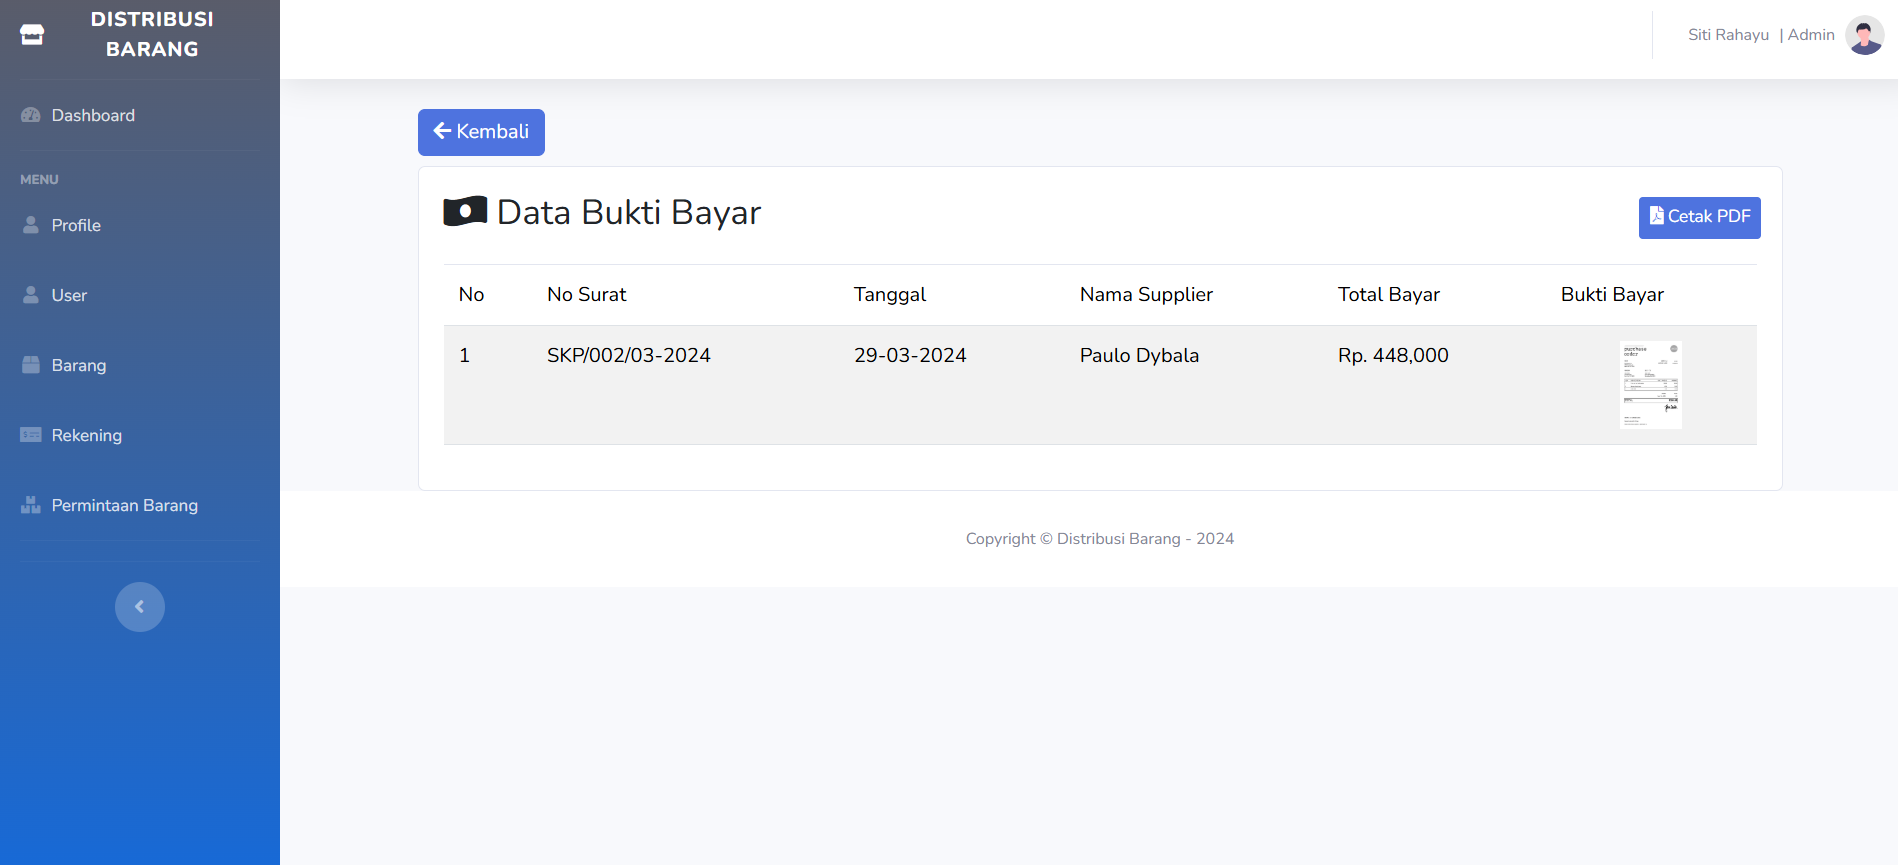 DISTRIBUSI
BARANG
Siti Rahayu | Admin
Dashboard
MENU
Profile
User
Barang
Rekening
Permintaan Barang
Kembali
Data Bukti Bayar
Cetak PDF
No No Surat Tanggal Nama Supplier Total Bayar Bukti Bayar
1 SKP/002/03-2024 29-03-2024 Paulo Dybala Rp. 448,000
purchase
order
Copyright © Distribusi Barang - 2024